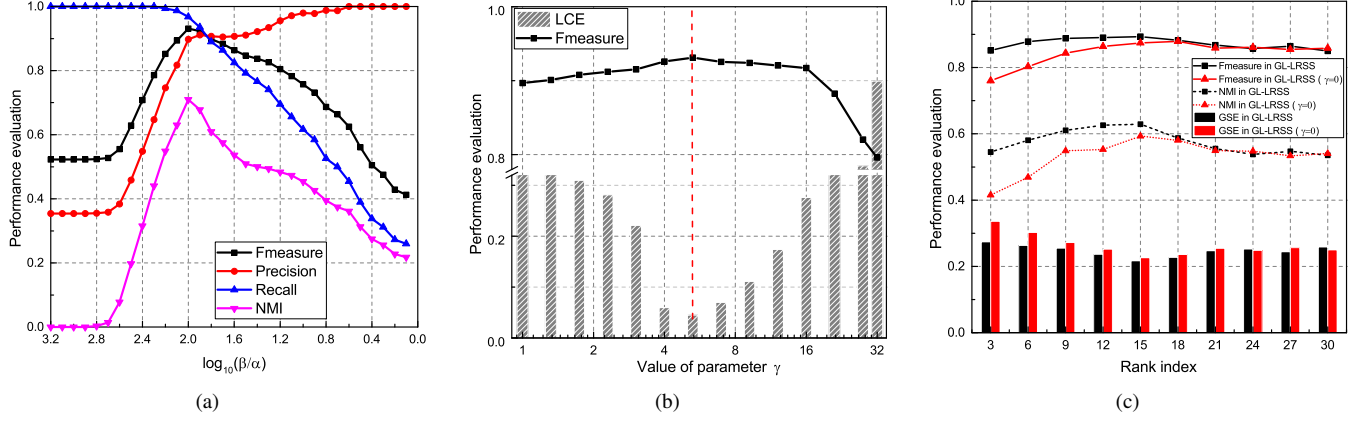 Performance evaluation
1.0
0.8
0.6
0.4
0.2
0.0
3.2 2.8 2.4 2.0 1.6 1.2 0.8 0.4 0.0
log10(β/α)
Fmeasure
Precision
Recall
NMI
(a)
Performance evaluation
1.0
0.8
0.2
0.0
LCE
Fmeasure
1 2 4 8 16 32
Value of parameter γ
(b)
Performance evaluation
1.0
0.8
0.6
0.4
0.2
0.0
Fmeasure in GL-LRSS
Fmeasure in GL-LRSS ( γ=0)
NMI in GL-LRSS
NMI in GL-LRSS ( γ=0)
GSE in GL-LRSS
GSE in GL-LRSS ( γ=0)
3 6 9 12 15 18 21 24 27 30
Rank index
(c)